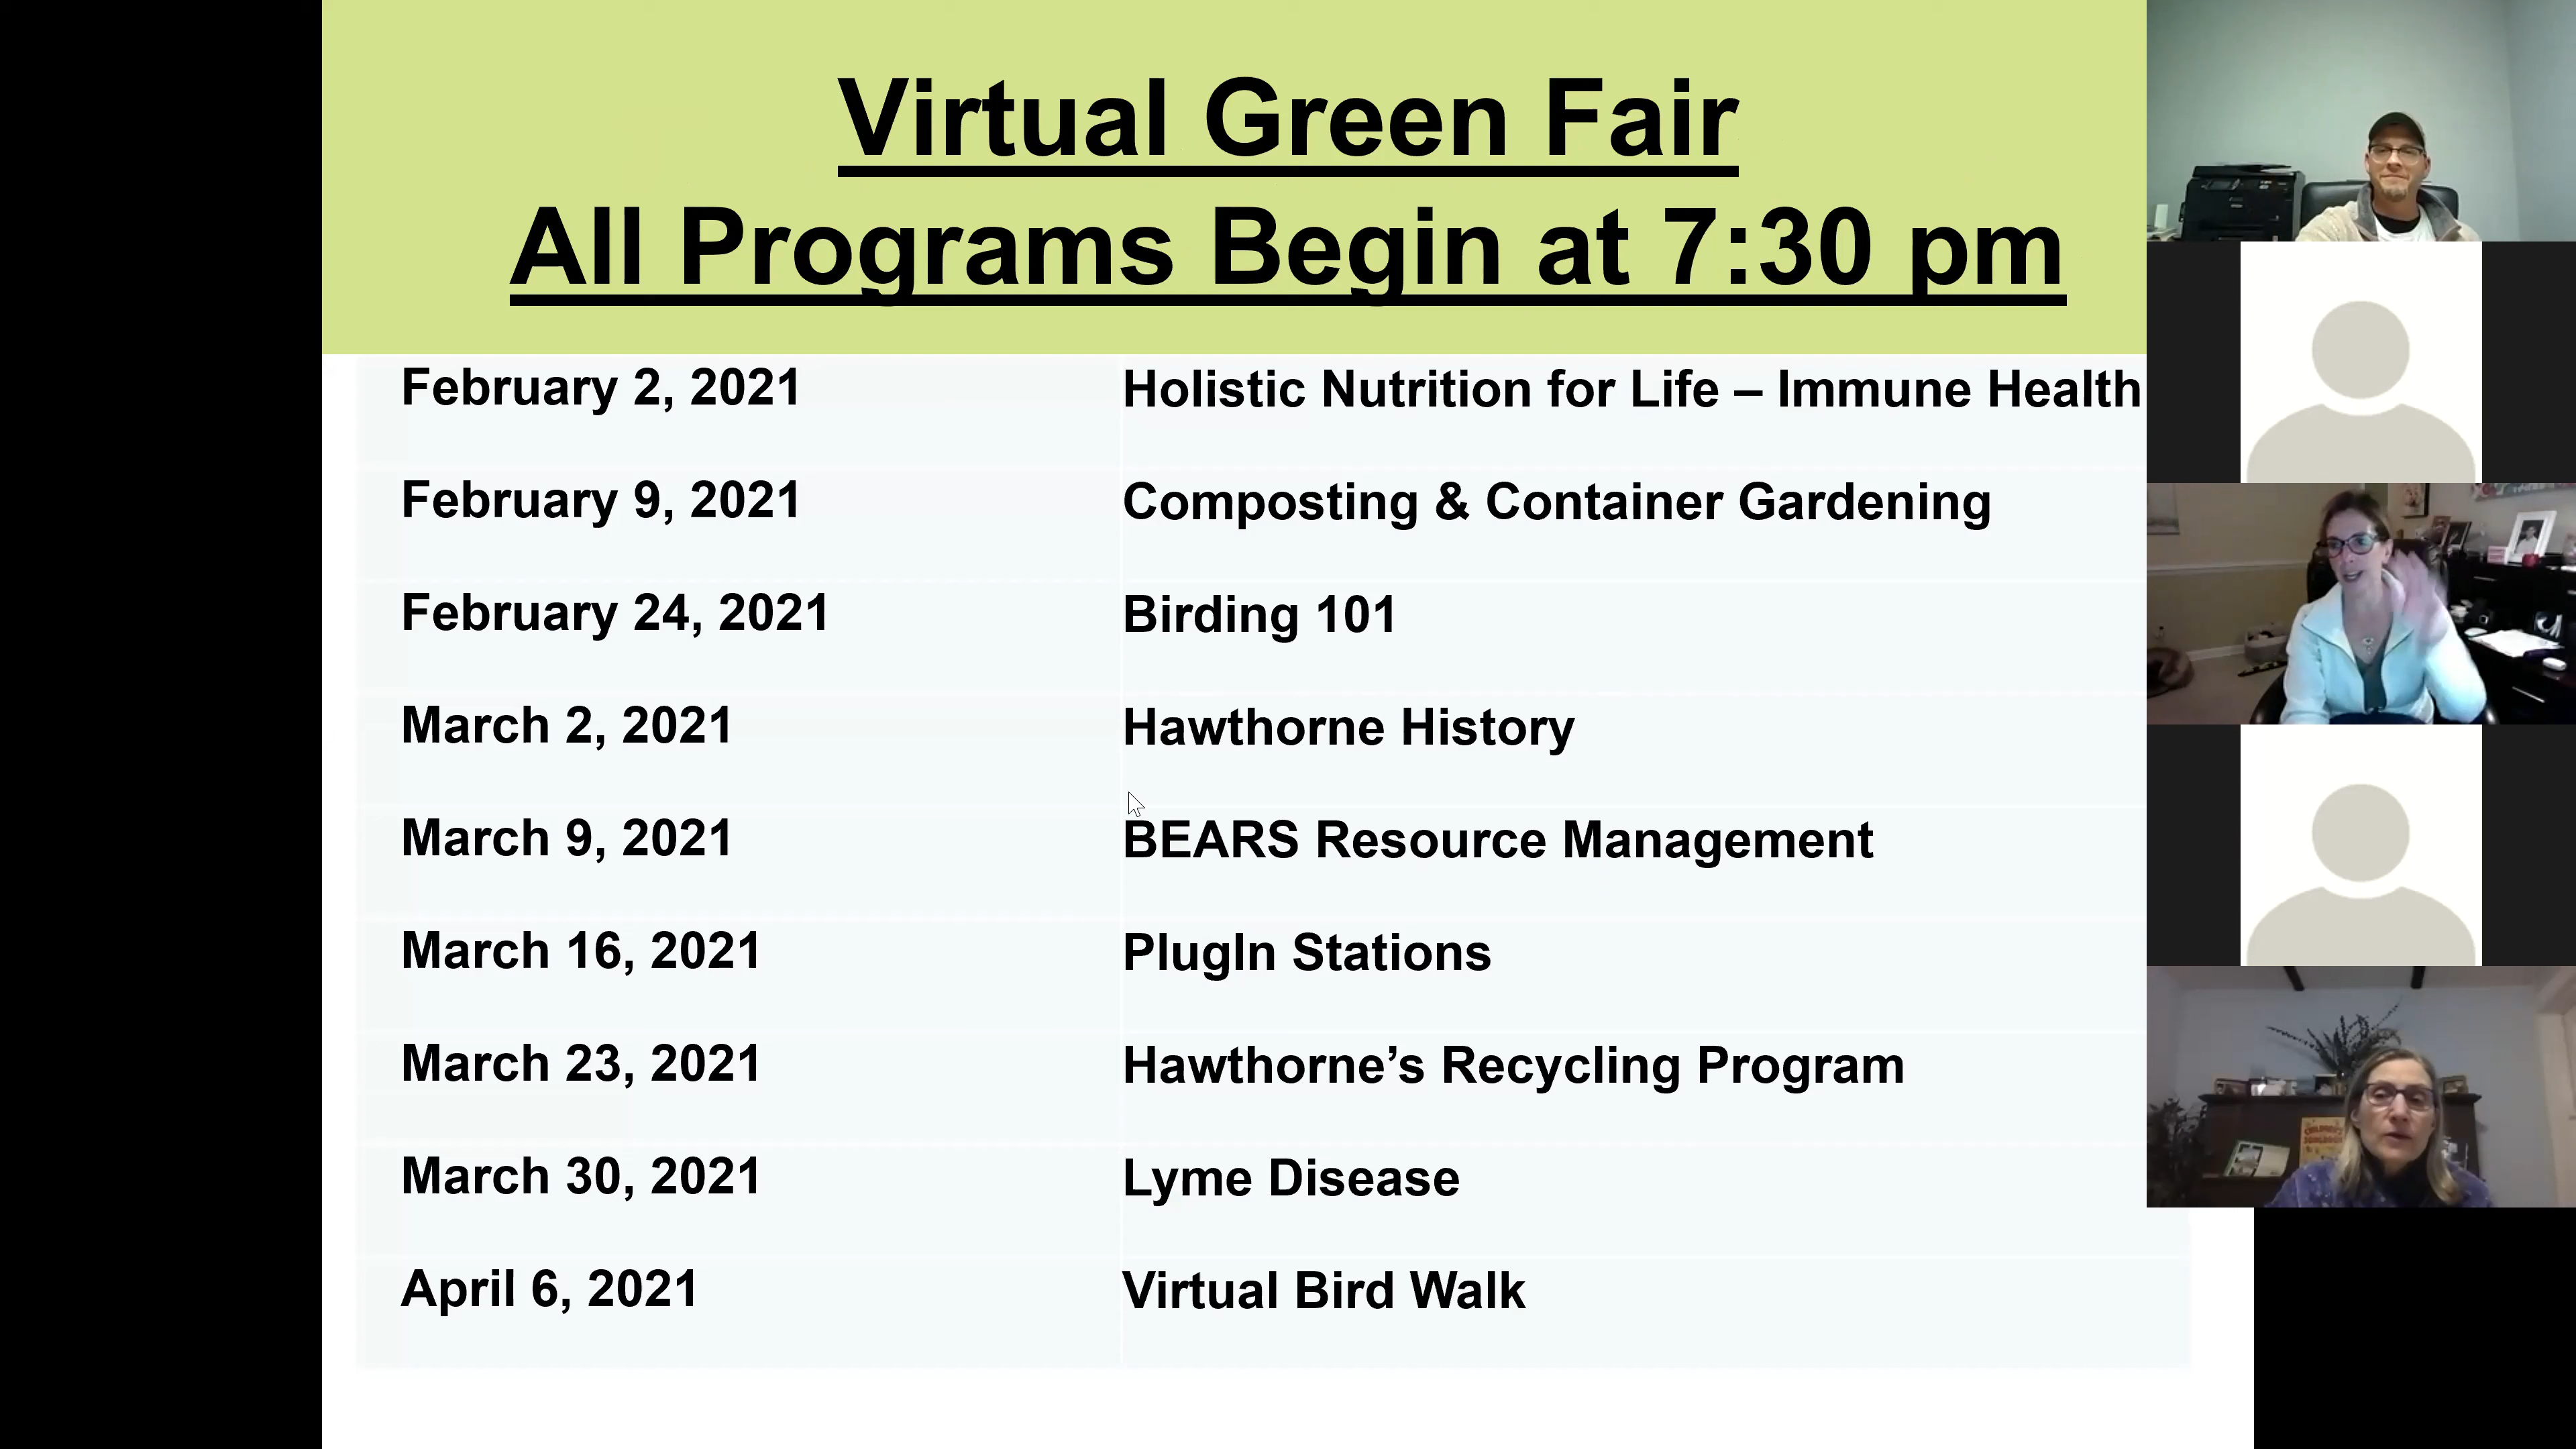 Virtual Green Fair
All Programs Begin at 7:30 pm
February 2, 2021 Holistic Nutrition for Life – Immune Health
February 9, 2021 Composting & Container Gardening
February 24, 2021 Birding 101
March 2, 2021 Hawthorne History
March 9, 2021 BEARS Resource Management
March 16, 2021 PlugIn Stations
March 23, 2021 Hawthorne’s Recycling Program
March 30, 2021 Lyme Disease
April 6, 2021 Virtual Bird Walk